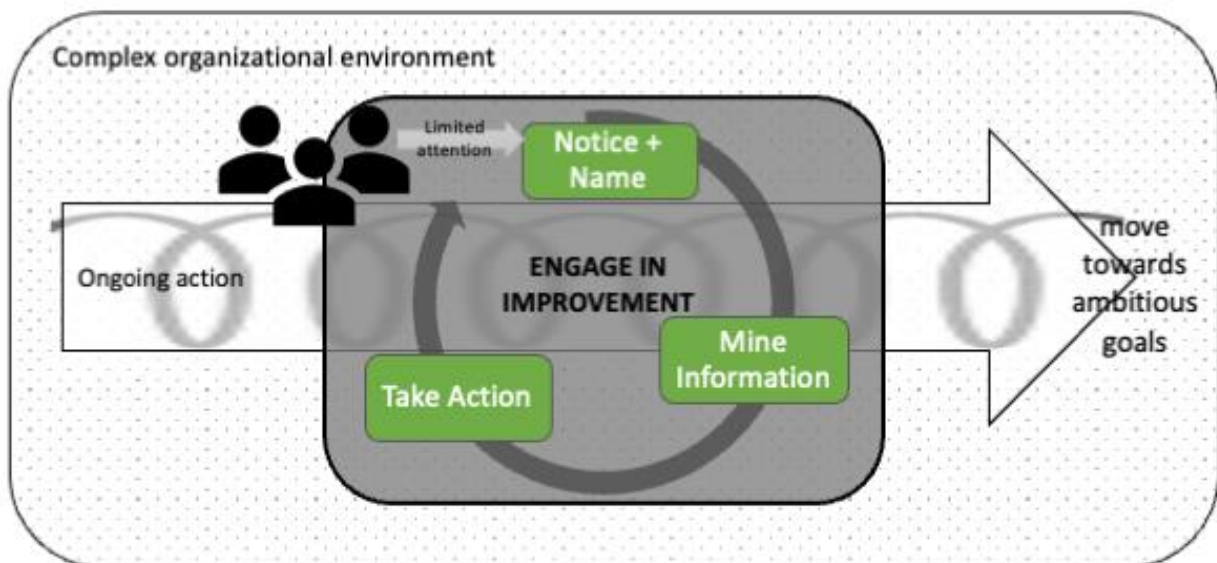 Complex organizational environment
Limited
attention
Notice +
Name
Ongoing action
ENGAGE IN
IMPROVEMENT
move
towards
ambitious
goals
Mine
Information
Take Action